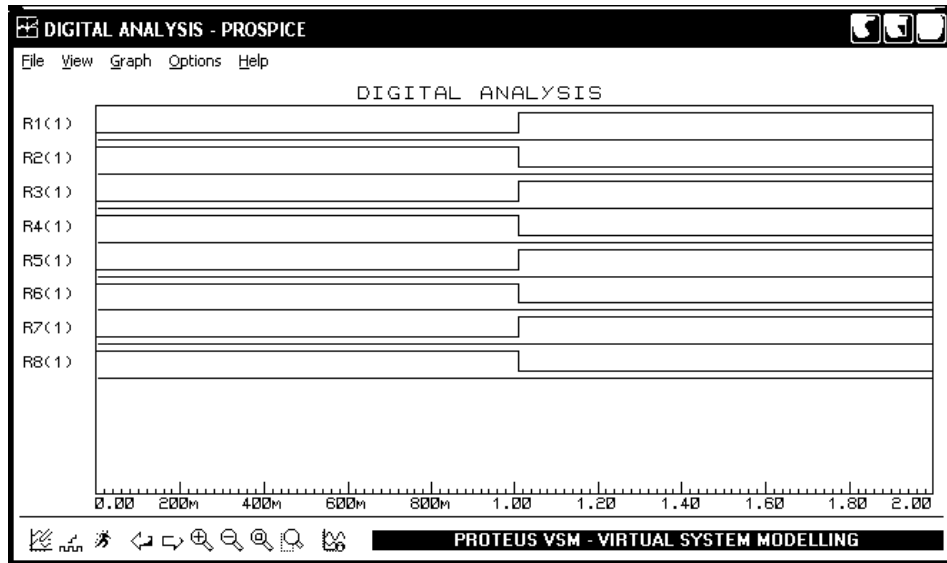 DIGITAL ANALYSIS - PROSPICE
File View Graph Options Help
DIGITAL ANALYSIS
R1(1)
R2(1)
R3(1)
R4(1)
R5(1)
R6(1)
R7(1)
R8(1)
0.00 200m 400m 600m 800m 1.00 1.20 1.40 1.60 1.80 2.00
PROTEUS VSM - VIRTUAL SYSTEM MODELLING